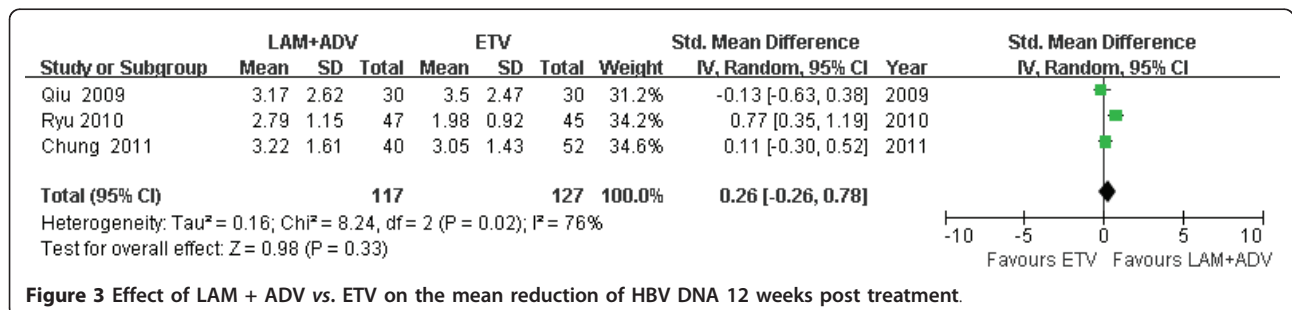 LAM+ADV ETV Std. Mean Difference Std. Mean Difference
Study or Subgroup Mean SD Total Mean SD Total Weight IV, Random, 95% CI Year IV, Random, 95% CI
Qiu 2009 3.17 2.62 30 3.5 2.47 30 31.2% -0.13 [-0.63, 0.38] 2009
Ryu 2010 2.79 1.15 47 1.98 0.92 45 34.2% 0.77 [0.35, 1.19] 2010
Chung 2011 3.22 1.61 40 3.05 1.43 52 34.6% 0.11 [-0.30, 0.52] 2011
Total (95% CI) 117 127 100.0% 0.26 [-0.26, 0.78]
Heterogeneity: Tau² = 0.16; Chi² = 8.24, df = 2 (P = 0.02); I² = 76%
Test for overall effect: Z = 0.98 (P = 0.33)
-10 -5 0 5 10
Favours ETV Favours LAM+ADV
Figure 3 Effect of LAM + ADV vs. ETV on the mean reduction of HBV DNA 12 weeks post treatment.